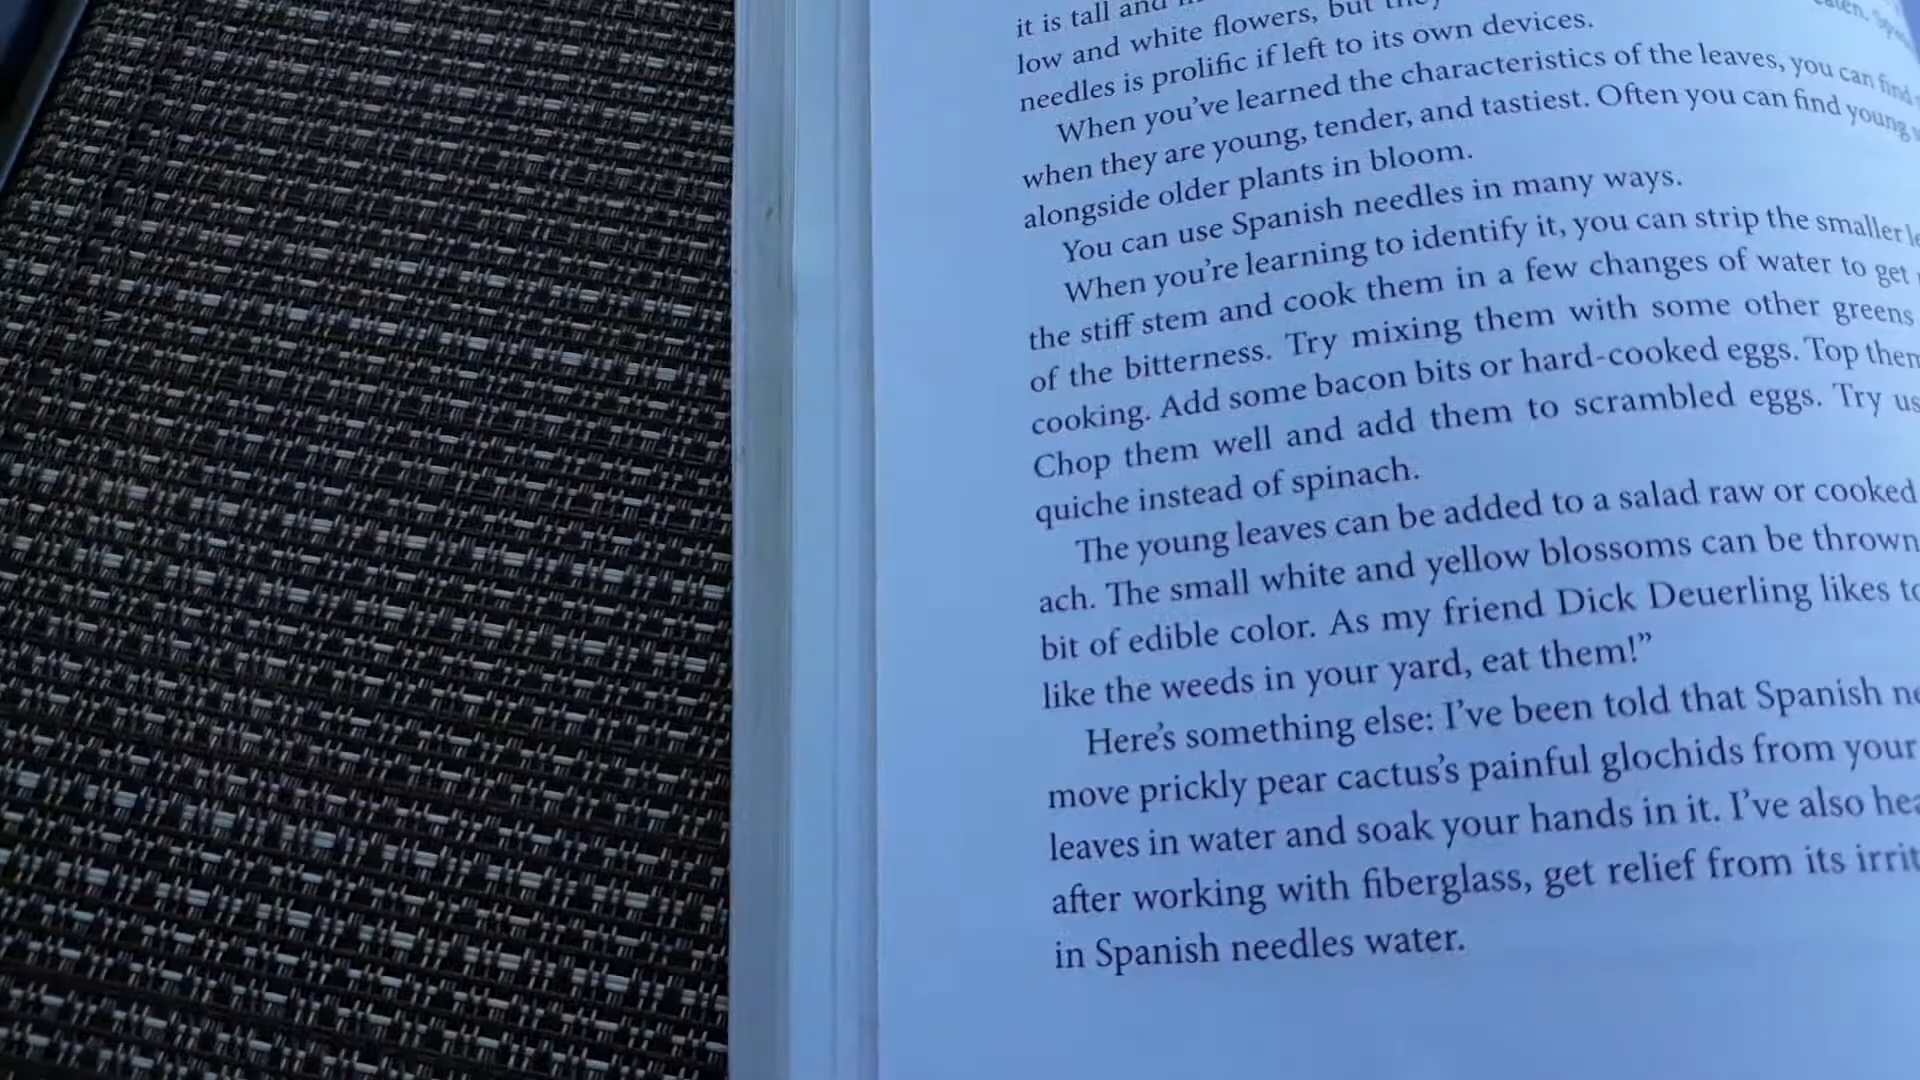 it is tall and
low and white flowers, but they
needles is prolific if left to its own devices.
When you've learned the characteristics of the leaves, you can find
when they are young, tender, and tastiest. Often you can find young
alongside older plants in bloom.
You can use Spanish needles in many ways.
When you're learning to identify it, you can strip the smaller le
the stiff stem and cook them in a few changes of water to get
of the bitterness. Try mixing them with some other greens
cooking. Add some bacon bits or hard-cooked eggs. Top them
Chop them well and add them to scrambled eggs. Try us
quiche instead of spinach.
The young leaves can be added to a salad raw or cooked
ach. The small white and yellow blossoms can be thrown
bit of edible color. As my friend Dick Deuerling likes to
like the weeds in your yard, eat them!”
Here's something else: I've been told that Spanish ne
move prickly pear cactus's painful glochids from your
leaves in water and soak your hands in it. I've also hea
after working with fiberglass, get relief from its irrit
in Spanish needles water.